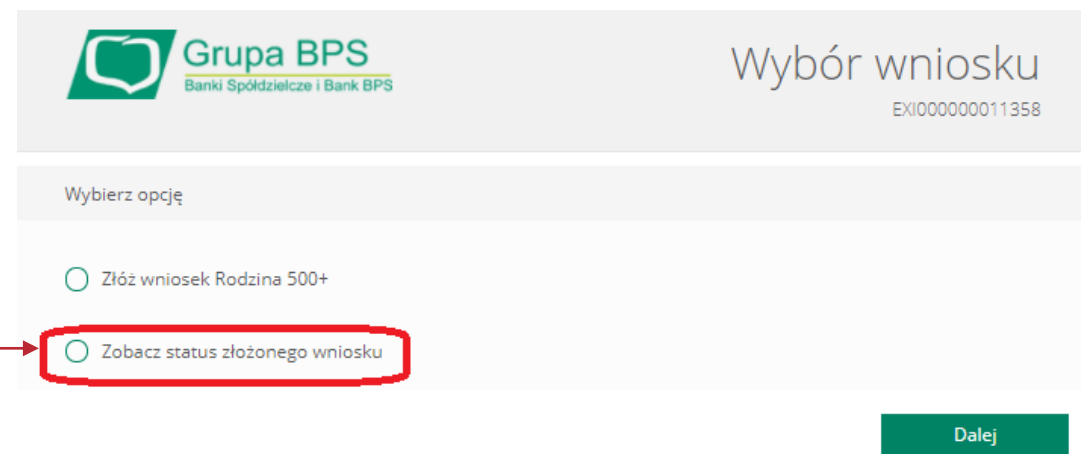 Grupa BPS
Banki Spółdzielcze i Bank BPS
Wybór wniosku
EXI000000011358
Wybierz opcję
Złóż wniosek Rodzina 500+
Zobacz status złożonego wniosku
Dalej